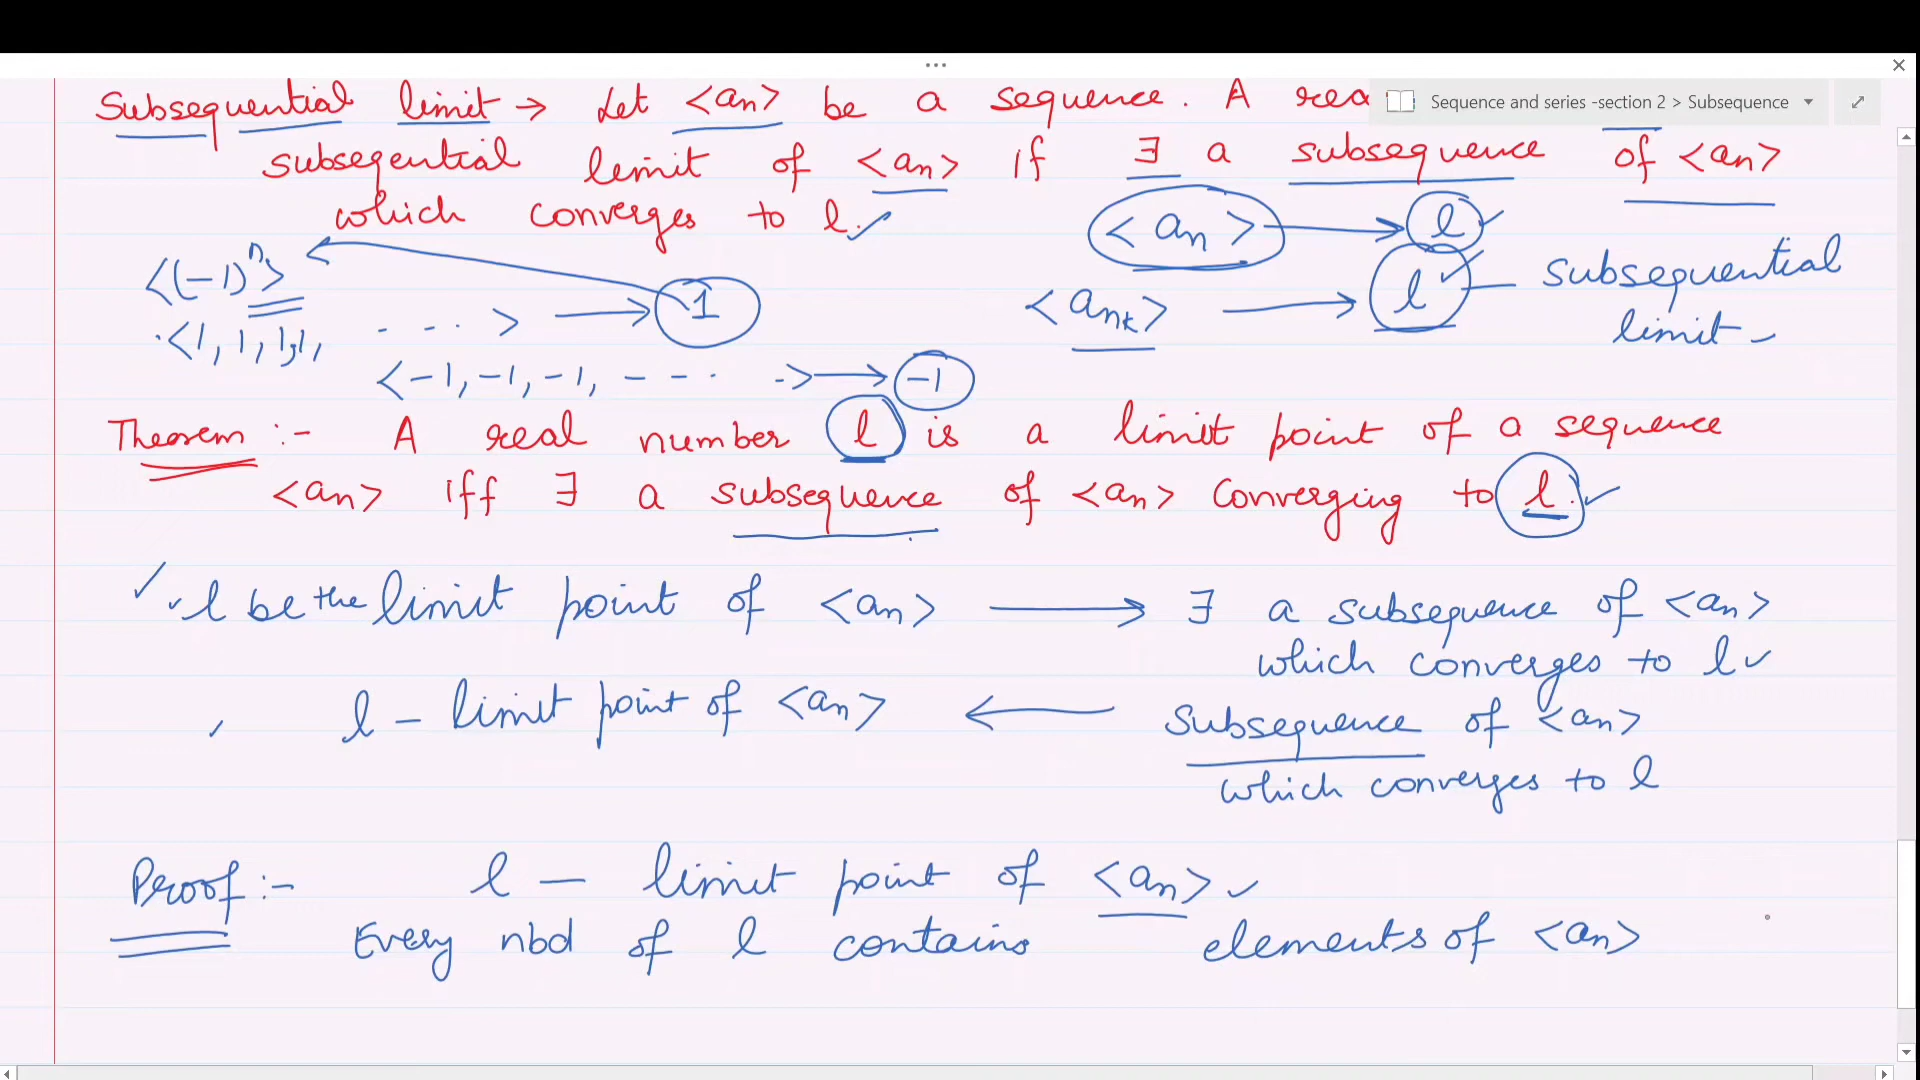 Subsequential limit → Let <an> be a sequence. A rea
Sequence and series -section 2 > Subsequence
subseqential limit of <an> if ∃ a subsequence of <an>
which converges to l.
<an> → l
<(-1)^n>
<1, 1, 1, 1, - - - > → 1
<ank> → l - subsequential limit
<-1, -1, -1, - - - . > → -1
Theorem :- A real number l is a limit point of a sequence
<an> iff ∃ a subsequence of <an> converging to l.
l be the limit point of <an> → ∃ a subsequence of <an>
which converges to l
l - limit point of <an> ← Subsequence of <an>
which converges to l
Proof :- l - limit point of <an>
Every nbd of l contains elements of <an>